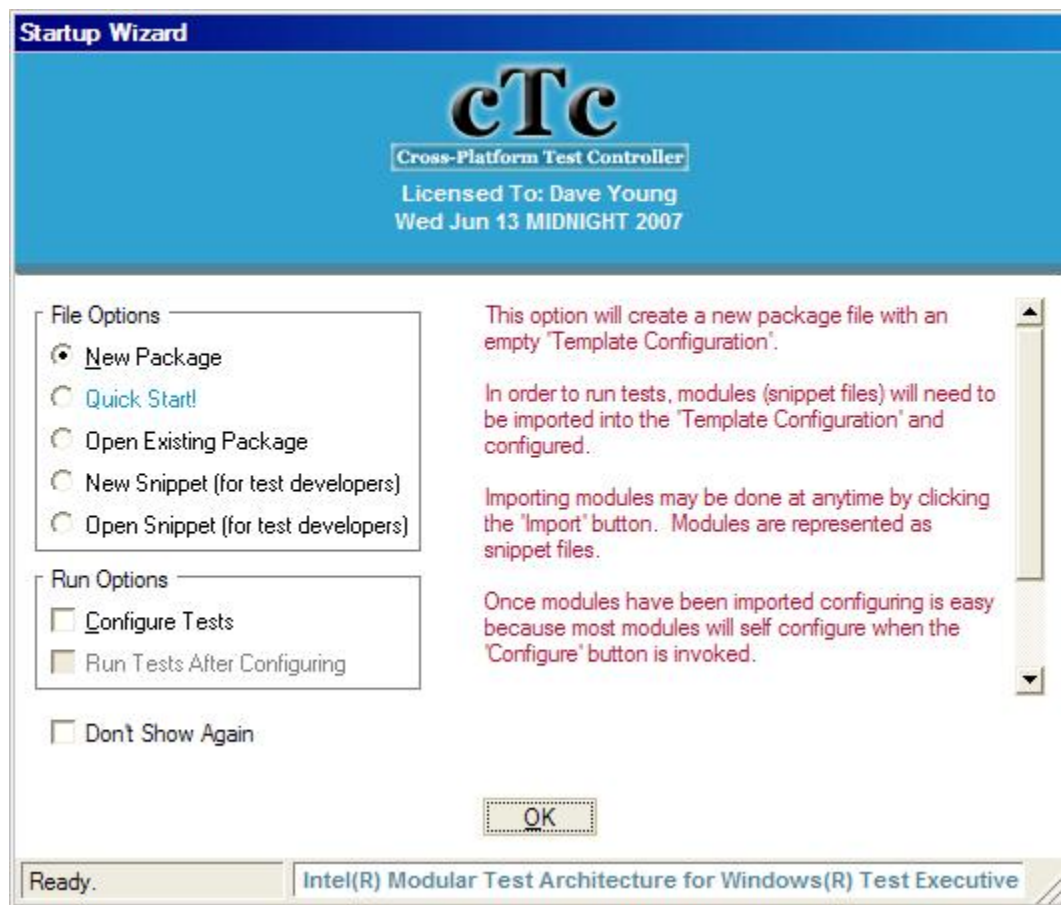 Startup Wizard
cTc
Cross-Platform Test Controller
Licensed To: Dave Young
Wed Jun 13 MIDNIGHT 2007
File Options
New Package
Quick Start!
Open Existing Package
New Snippet (for test developers)
Open Snippet (for test developers)
Run Options
Configure Tests
Run Tests After Configuring
Don't Show Again
This option will create a new package file with an
empty 'Template Configuration'.
In order to run tests, modules (snippet files) will need to
be imported into the 'Template Configuration' and
configured.
Importing modules may be done at anytime by clicking
the 'Import' button.  Modules are represented as
snippet files.
Once modules have been imported configuring is easy
because most modules will self configure when the
'Configure' button is invoked.
OK
Ready.
Intel(R) Modular Test Architecture for Windows(R) Test Executive